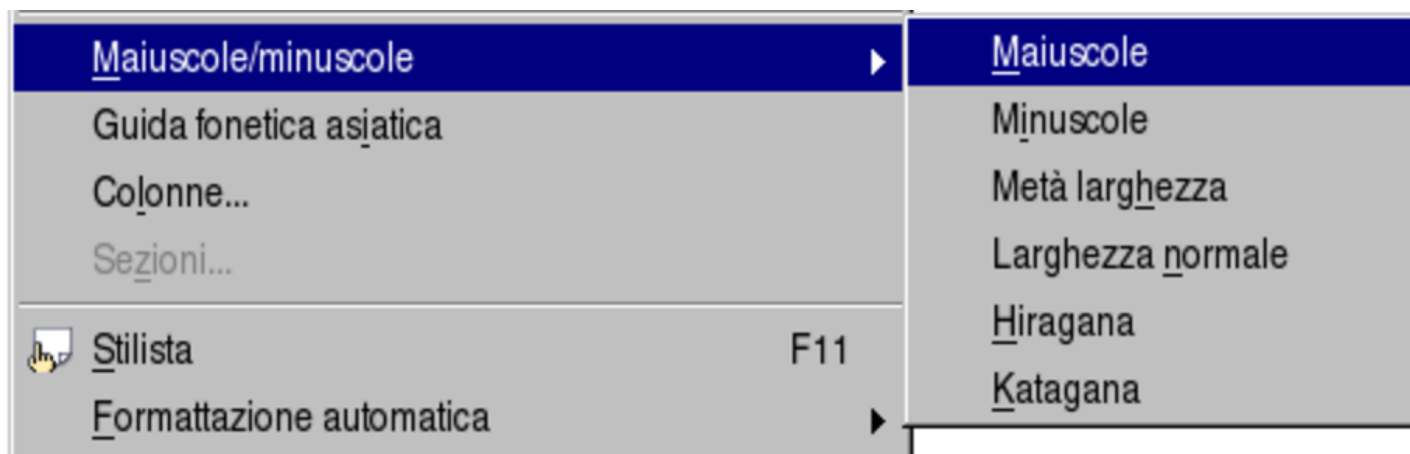 Maiuscole/minuscole
Guida fonetica asiatica
Colonne...
Sezioni...
Stilista F11
Formattazione automatica
Maiuscole
Minuscole
Metà larghezza
Larghezza normale
Hiragana
Katagana